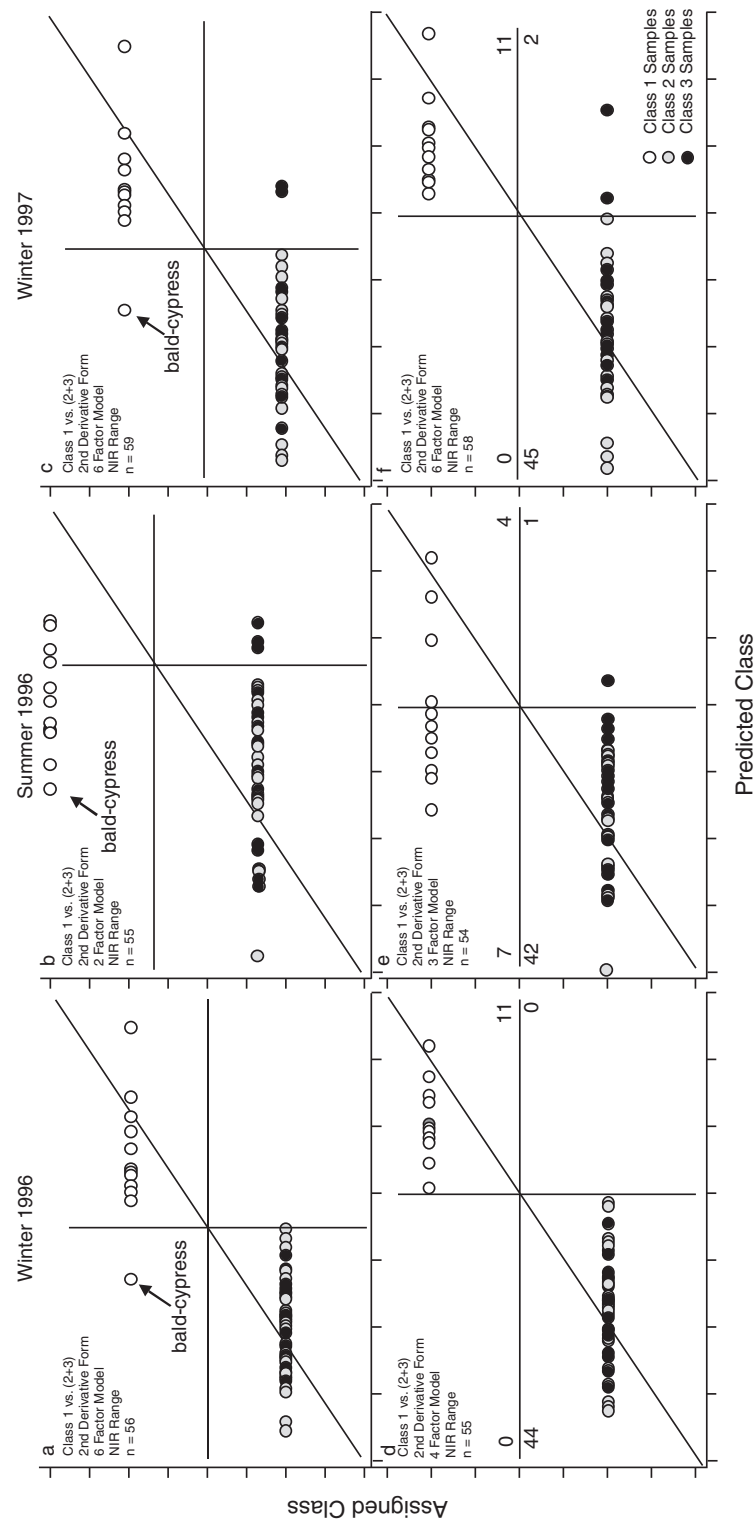 Winter 1996
Summer 1996
Winter 1997
a
Class 1 vs. (2+3)
2nd Derivative Form
6 Factor Model
NIR Range
n = 56
bald-cypress
b
Class 1 vs. (2+3)
2nd Derivative Form
2 Factor Model
NIR Range
n = 55
bald-cypress
c
Class 1 vs. (2+3)
2nd Derivative Form
6 Factor Model
NIR Range
n = 59
bald-cypress
d
Class 1 vs. (2+3)
2nd Derivative Form
4 Factor Model
NIR Range
n = 55
0
11
44
0
e
Class 1 vs. (2+3)
2nd Derivative Form
3 Factor Model
NIR Range
n = 54
7
4
42
1
f
Class 1 vs. (2+3)
2nd Derivative Form
6 Factor Model
NIR Range
n = 58
0
11
45
2
Class 1 Samples
Class 2 Samples
Class 3 Samples
Assigned Class
Predicted Class